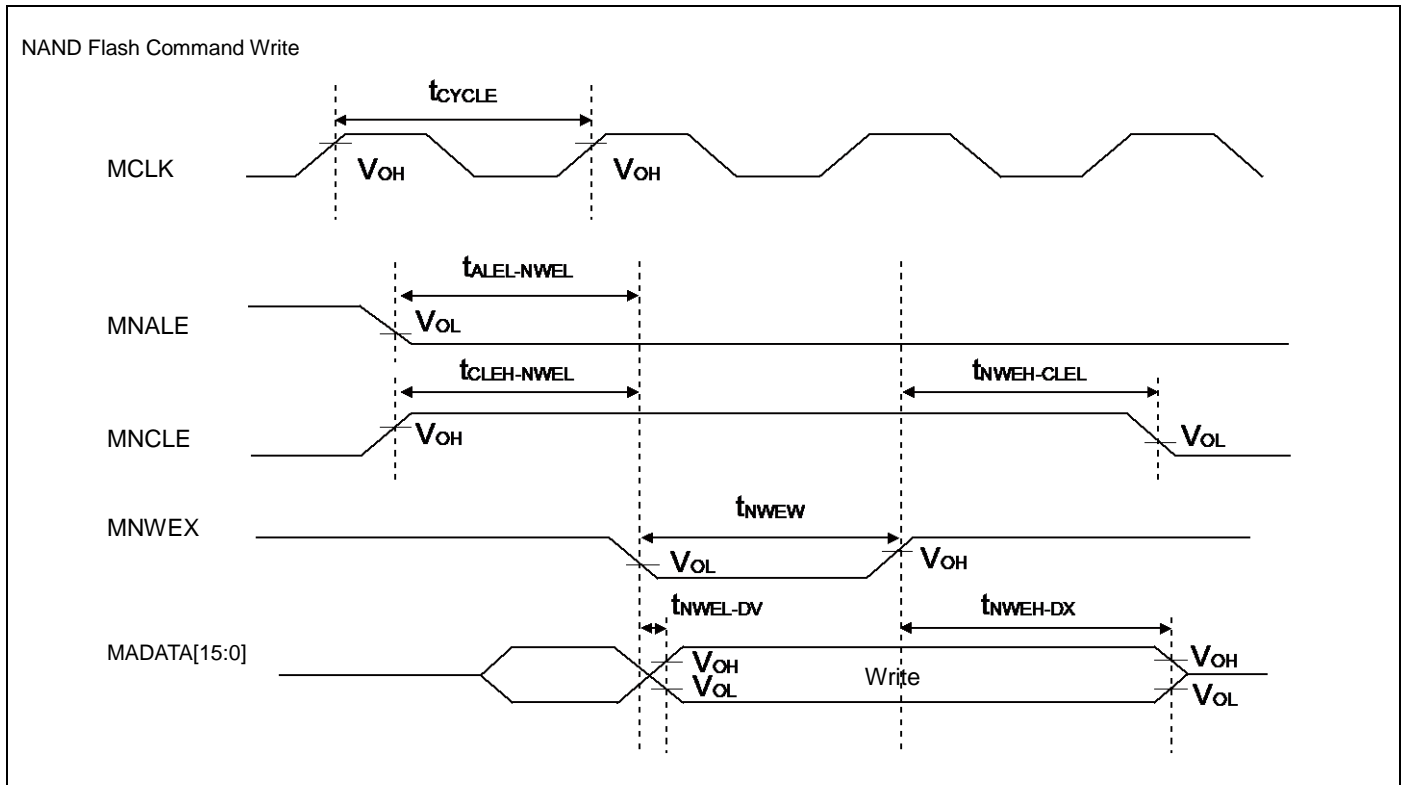 NAND Flash Command Write
tCYCLE
MCLK
VOH
VOH
tALEL-NWEL
MNALE
VOL
tCLEH-NWEL
tNWEH-CLEL
MNCLE
VOH
VOL
MNWEX
tNWEW
VOL
VOH
tNWEL-DV
tNWEH-DX
MADATA[15:0]
VOH
VOL
Write
VOH
VOL